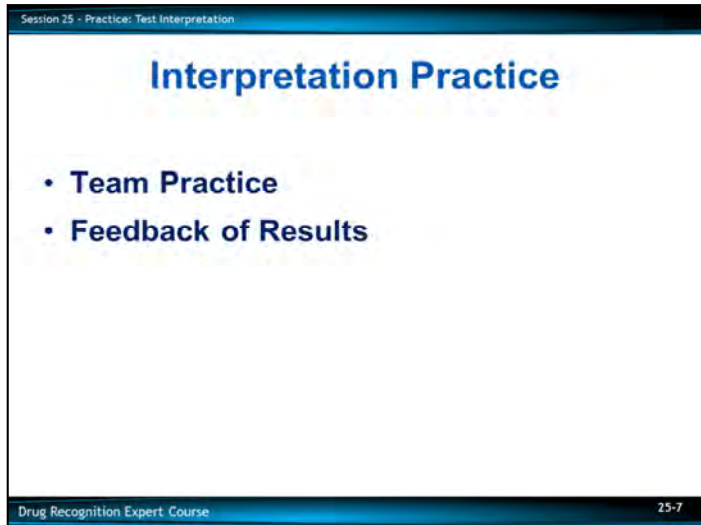 Session 25 - Practice: Test Interpretation
Interpretation Practice
• Team Practice
• Feedback of Results
Drug Recognition Expert Course
25-7